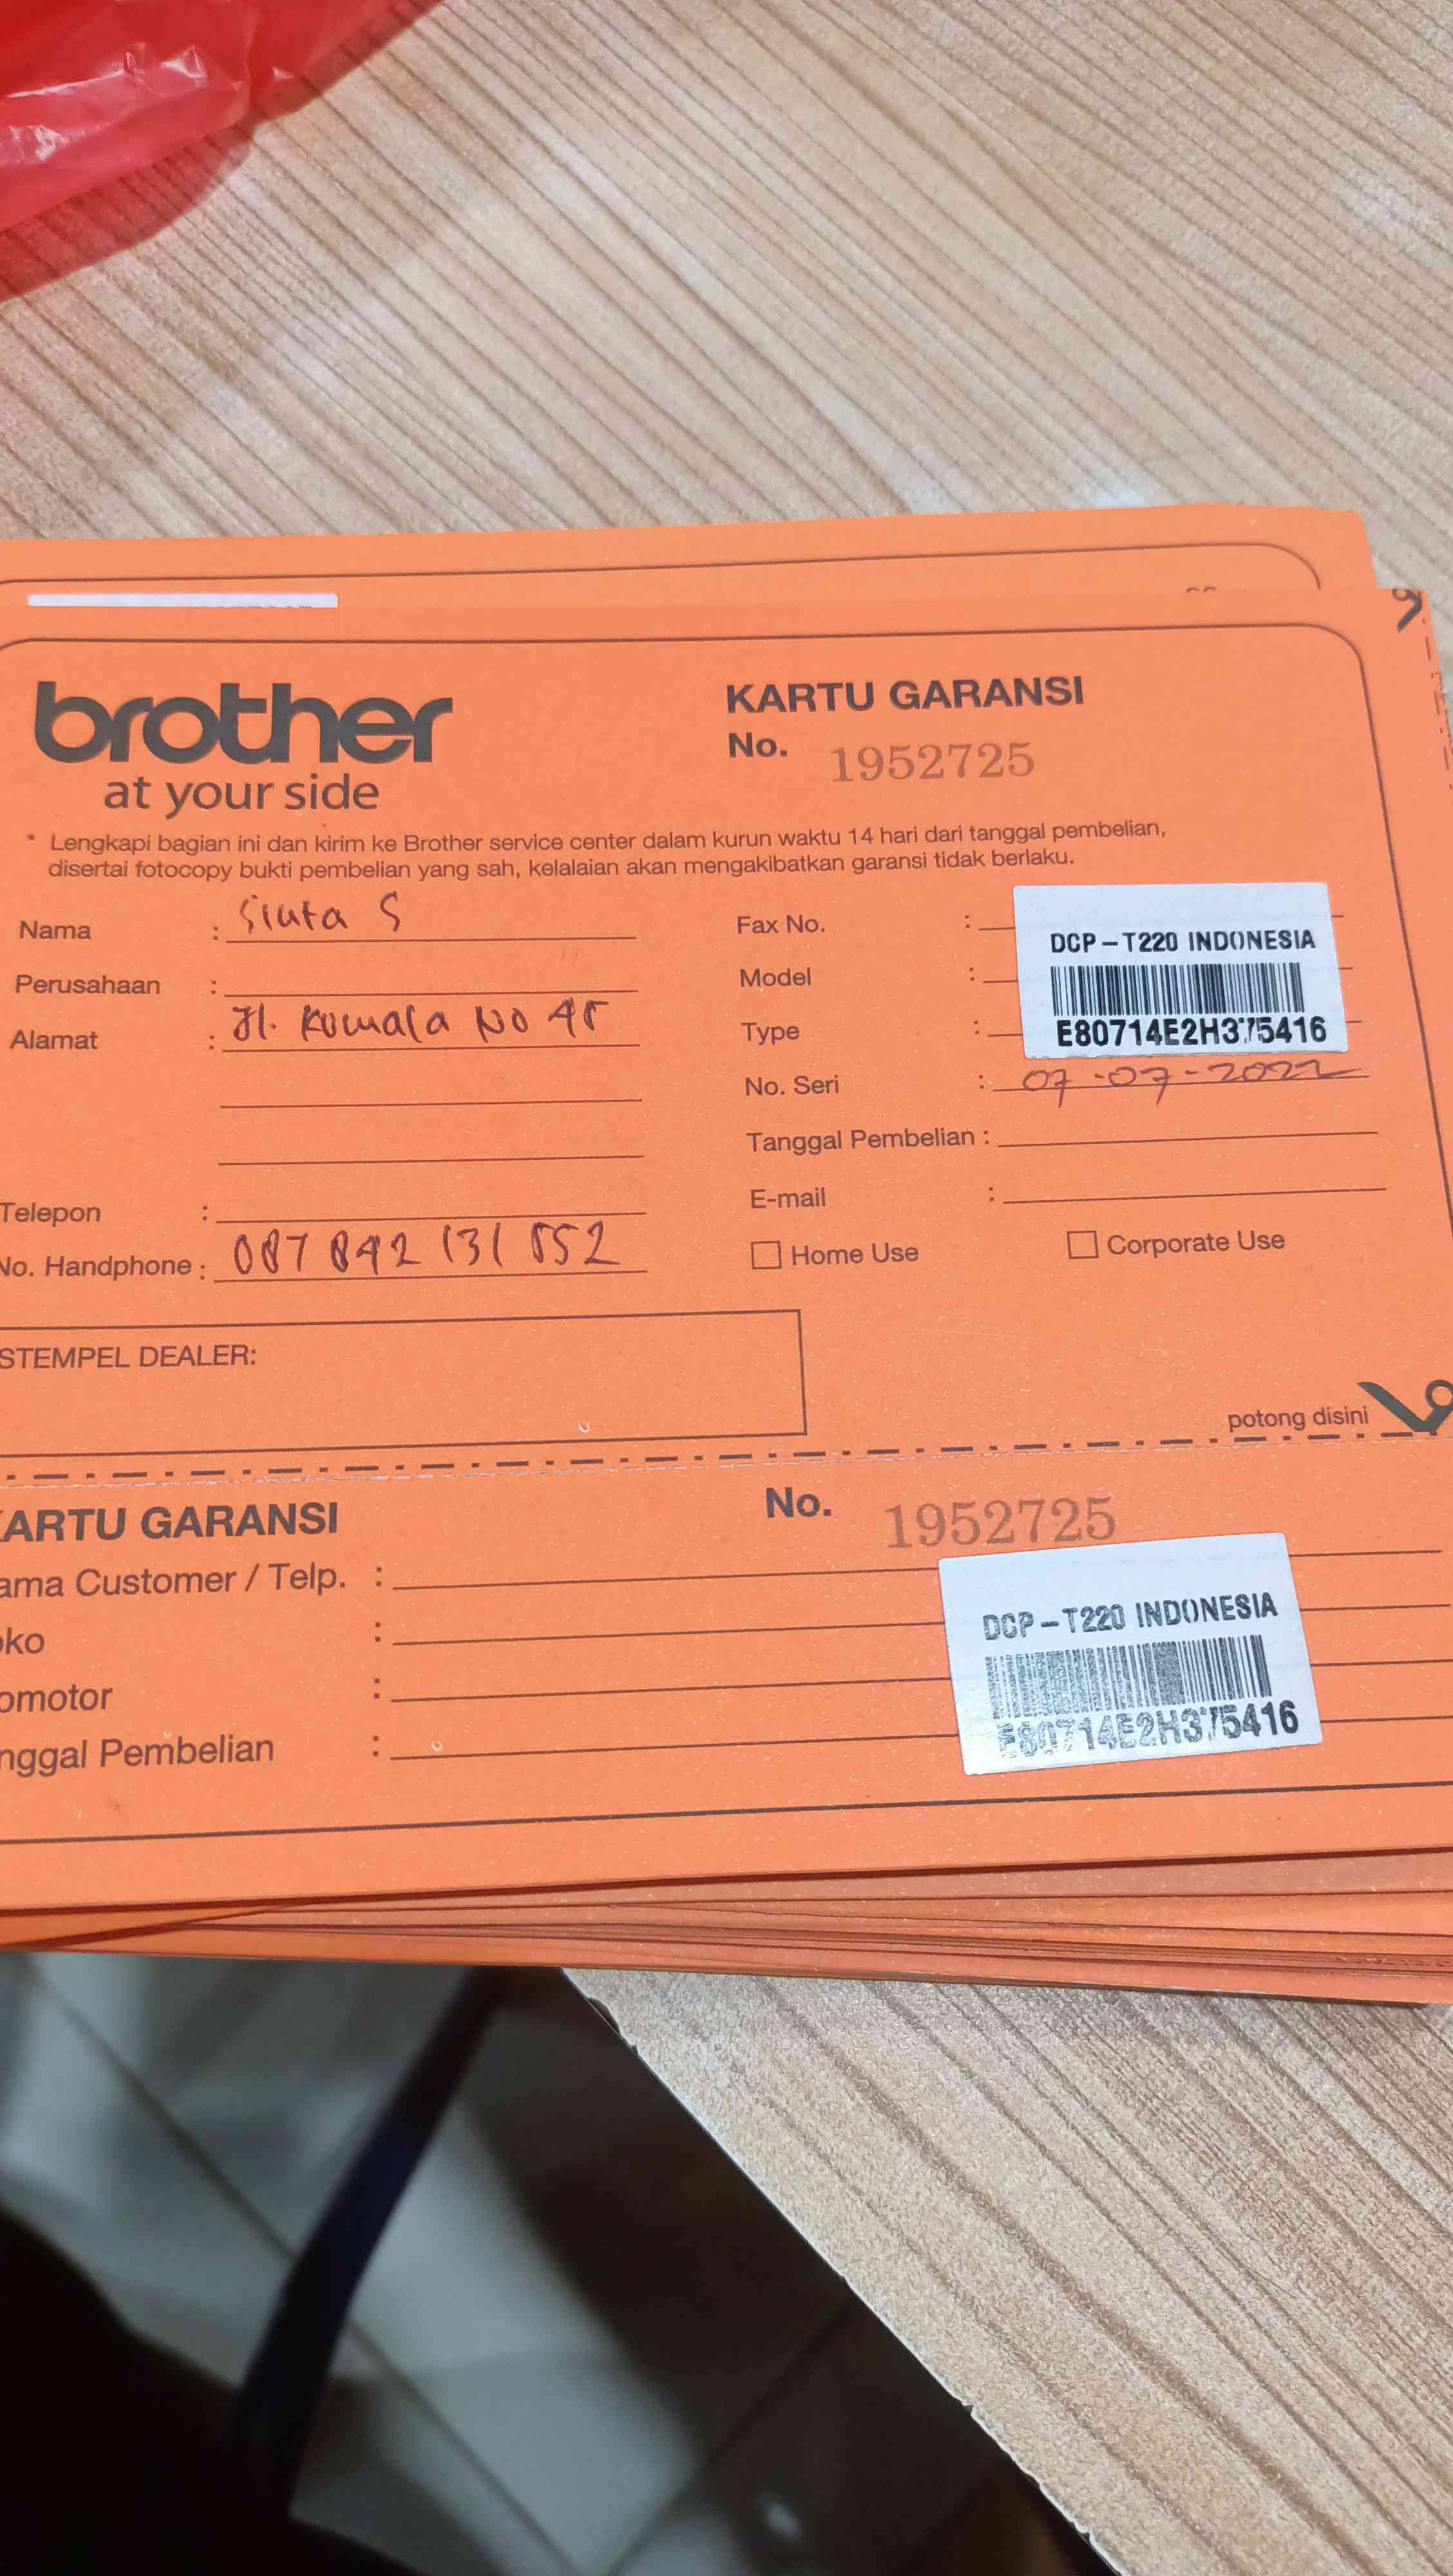 brother
at your side
KARTU GARANSI
No. 1952725
* Lengkapi bagian ini dan kirim ke Brother service center dalam kurun waktu 14 hari dari tanggal pembelian,
disertai fotocopy bukti pembelian yang sah, kelalaian akan mengakibatkan garansi tidak berlaku.
Nama : S
Perusahaan :
Alamat : Jl. Kumala No 45
Telepon :
No. Handphone : 087 842 131 552
Fax No. :
Model :
Type :
DCP-T220 INDONESIA
E80714E2H375416
No. Seri : 07-07-2022
Tanggal Pembelian :
E-mail :
Home Use
Corporate Use
STEMPEL DEALER:
potong disini
ARTU GARANSI
No. 1952725
ama Customer / Telp. :
oko :
omotor :
nggal Pembelian :
DCP-T220 INDONESIA
E80714E2H375416